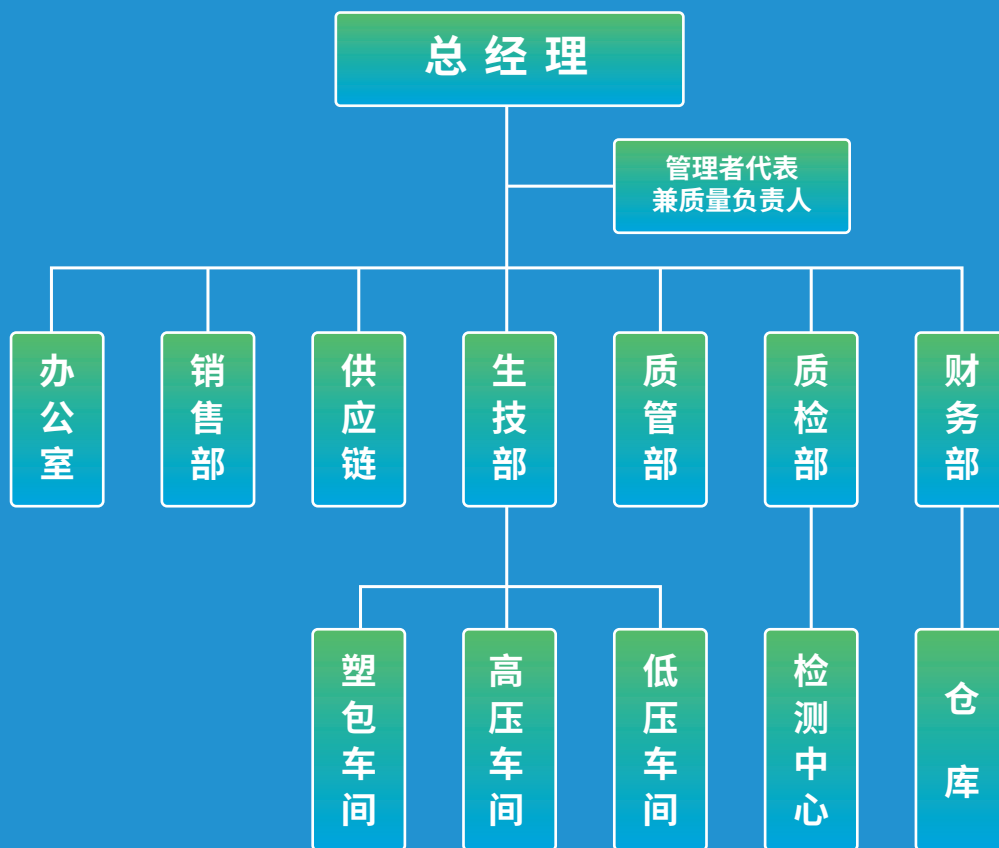 总经理
管理者代表
兼质量负责人
办公室
销售部
供应链
生技部
质管部
质检部
财务部
塑包车间
高压车间
低压车间
检测中心
仓库